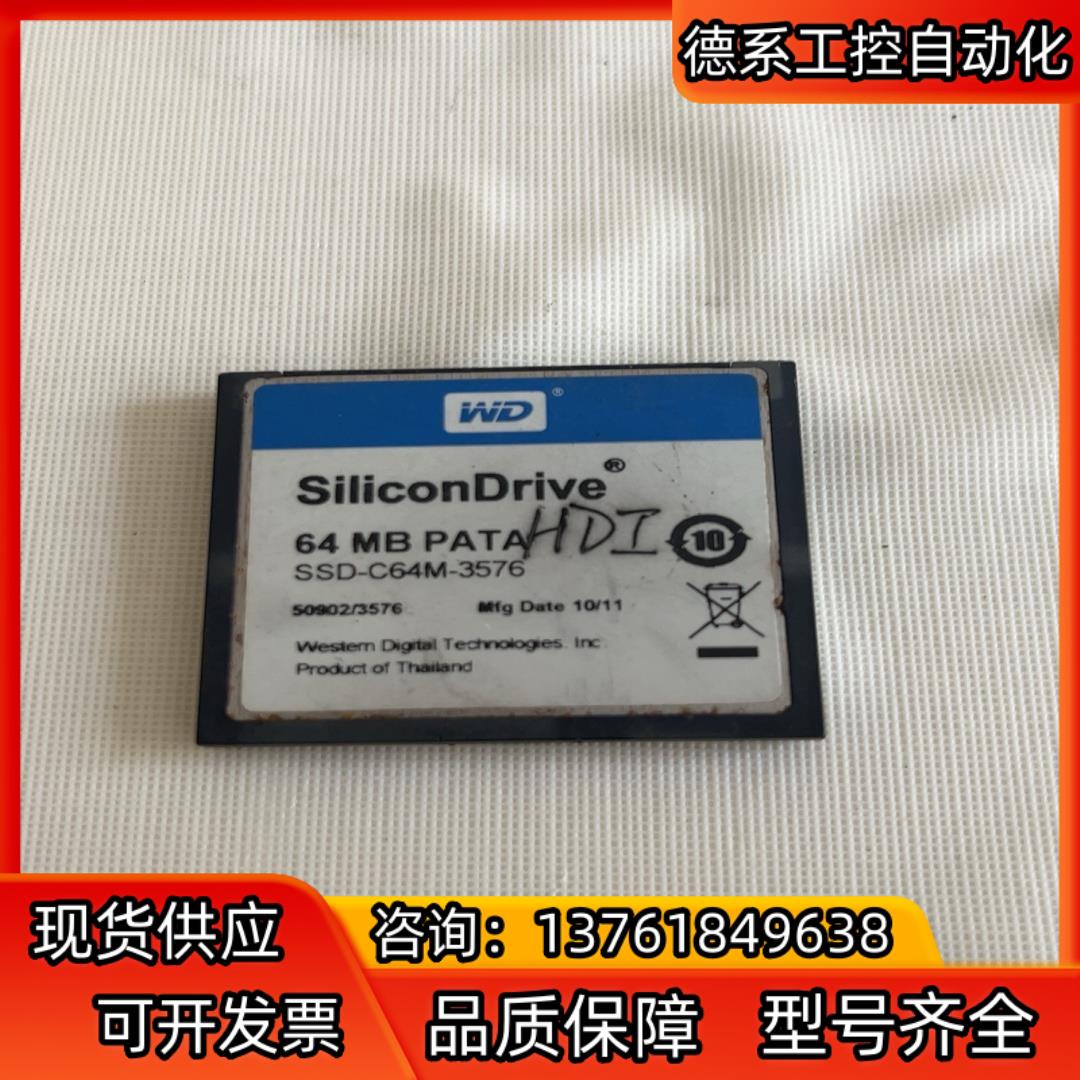 德系工控自动化
WD®
SiliconDrive®
64 MB PATA HDI
10
SSD-C64M-3576
50902/3576 Mfg Date 10/11
Western Digital Technologies. Inc.
Product of Thailand
现货供应 咨询：13761849638
可开发票 品质保障 型号齐全